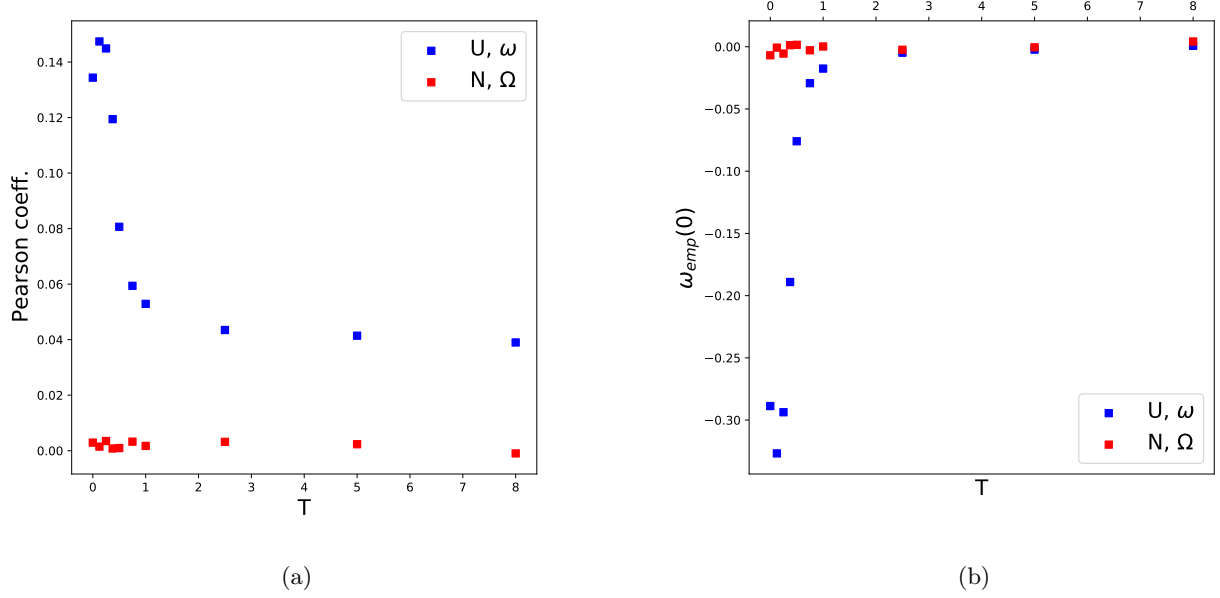 U, ω
N, Ω
0.14
0.12
0.10
0.08
0.06
0.04
0.02
0.00
Pearson coeff.
0 1 2 3 4 5 6 7 8
T
(a)
0 1 2 3 4 5 6 7 8
0.00
−0.05
−0.10
−0.15
−0.20
−0.25
−0.30
ω_emp(0)
U, ω
N, Ω
T
(b)